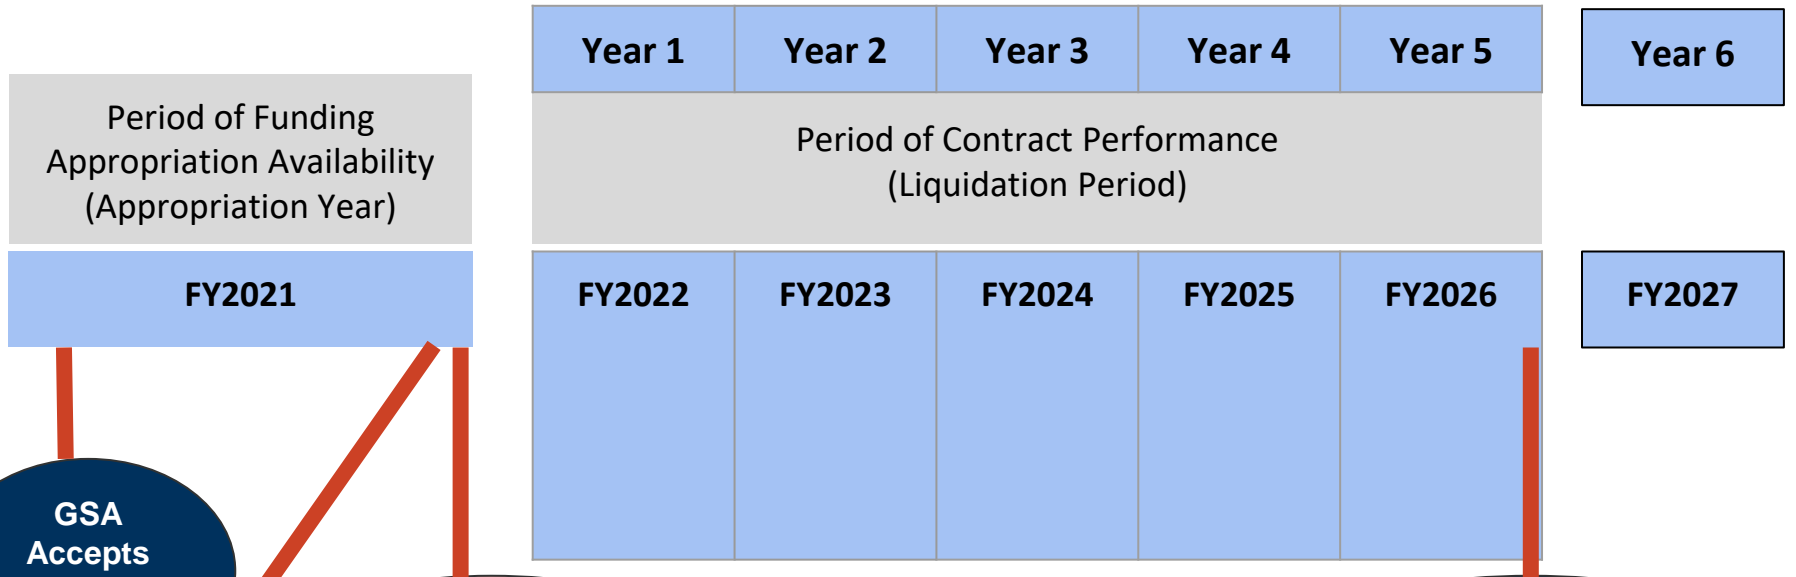 Year 1 Year 2 Year 3 Year 4 Year 5 Year 6
Period of Funding
Appropriation Availability
(Appropriation Year)
Period of Contract Performance
(Liquidation Period)
FY2021 FY2022 FY2023 FY2024 FY2025 FY2026 FY2027
GSA
Accepts